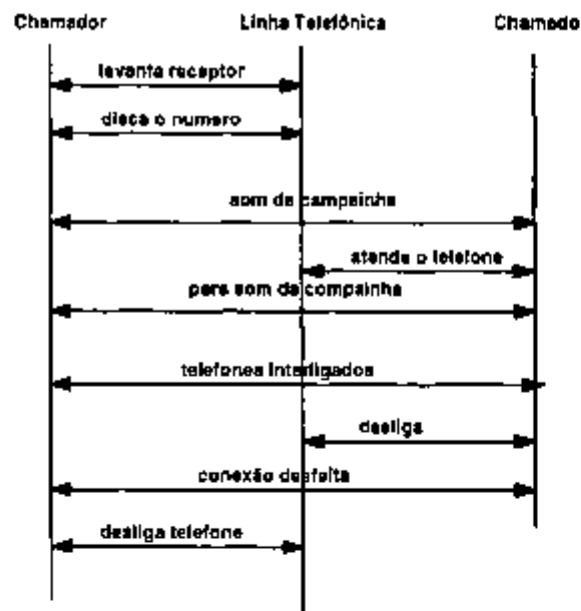 Chamador Linha Telefônica Chamado
levanta receptor
disca o numero
som de campainha
atende o telefone
para som de campainha
telefones interligados
desliga
conexão desfeita
desliga telefone